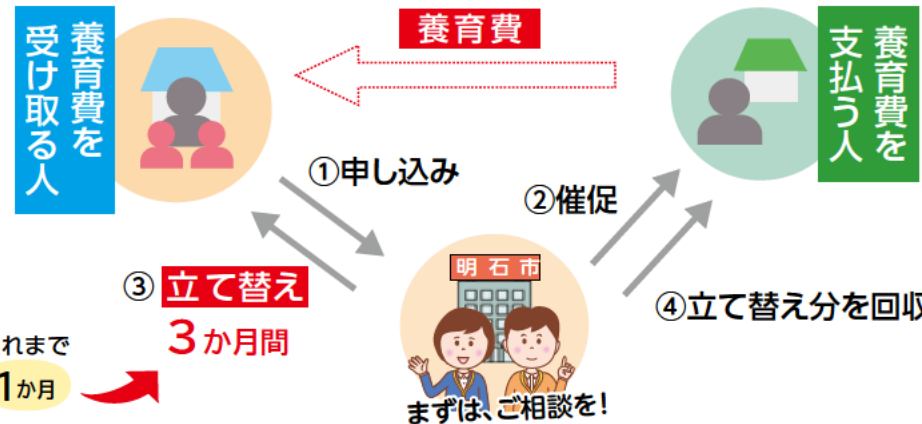 養育費を
受け取る人
養育費
養育費を
支払う人
①申し込み
②催促
明石市
③立て替え
3か月間
④立て替え分を回収
れまで
1か月
まずは、ご相談を!